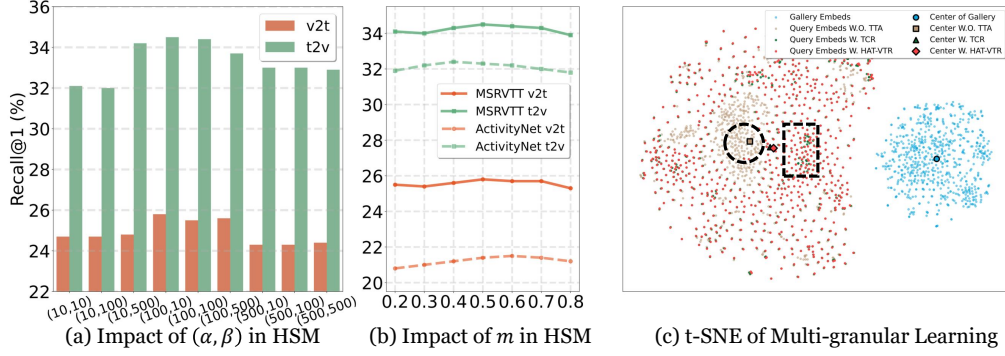 36
34
32
30
28
26
24
22
Recall@1 (%)
v2t
t2v
(10,10)
(10,100)
(10,500)
(100,10)
(100,100)
(100,500)
(500,10)
(500,100)
(500,500)
(a) Impact of (α, β) in HSM
34
32
30
28
26
24
22
20
MSRVTT v2t
MSRVTT t2v
ActivityNet v2t
ActivityNet t2v
0.2 0.3 0.4 0.5 0.6 0.7 0.8
(b) Impact of m in HSM
Gallery Embeds
Query Embeds W.O. TTA
Query Embeds W. TCR
Query Embeds W. HAT-VTR
Center of Gallery
Center W.O. TTA
Center W. TCR
Center W. HAT-VTR
(c) t-SNE of Multi-granular Learning